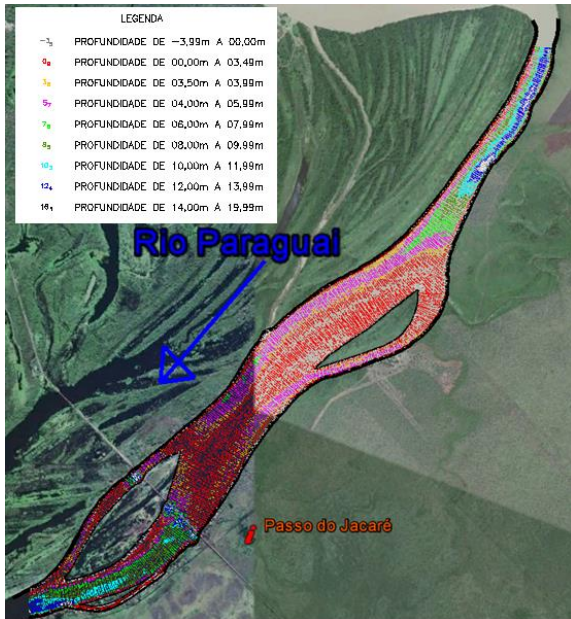 LEGENDA
-3₅ PROFUNDIDADE DE -3,99m A 00,00m
0₈ PROFUNDIDADE DE 00,00m A 03,49m
PROFUNDIDADE DE 03,50m A 03,99m
5₇ PROFUNDIDADE DE 04,00m A 05,99m
PROFUNDIDADE DE 06,00m A 07,99m
PROFUNDIDADE DE 08,00m A 09,99m
PROFUNDIDADE DE 10,00m A 11,99m
PROFUNDIDADE DE 12,00m A 13,99m
PROFUNDIDADE DE 14,00m A 19,99m
Rio Paraguai
Passo do Jacaré